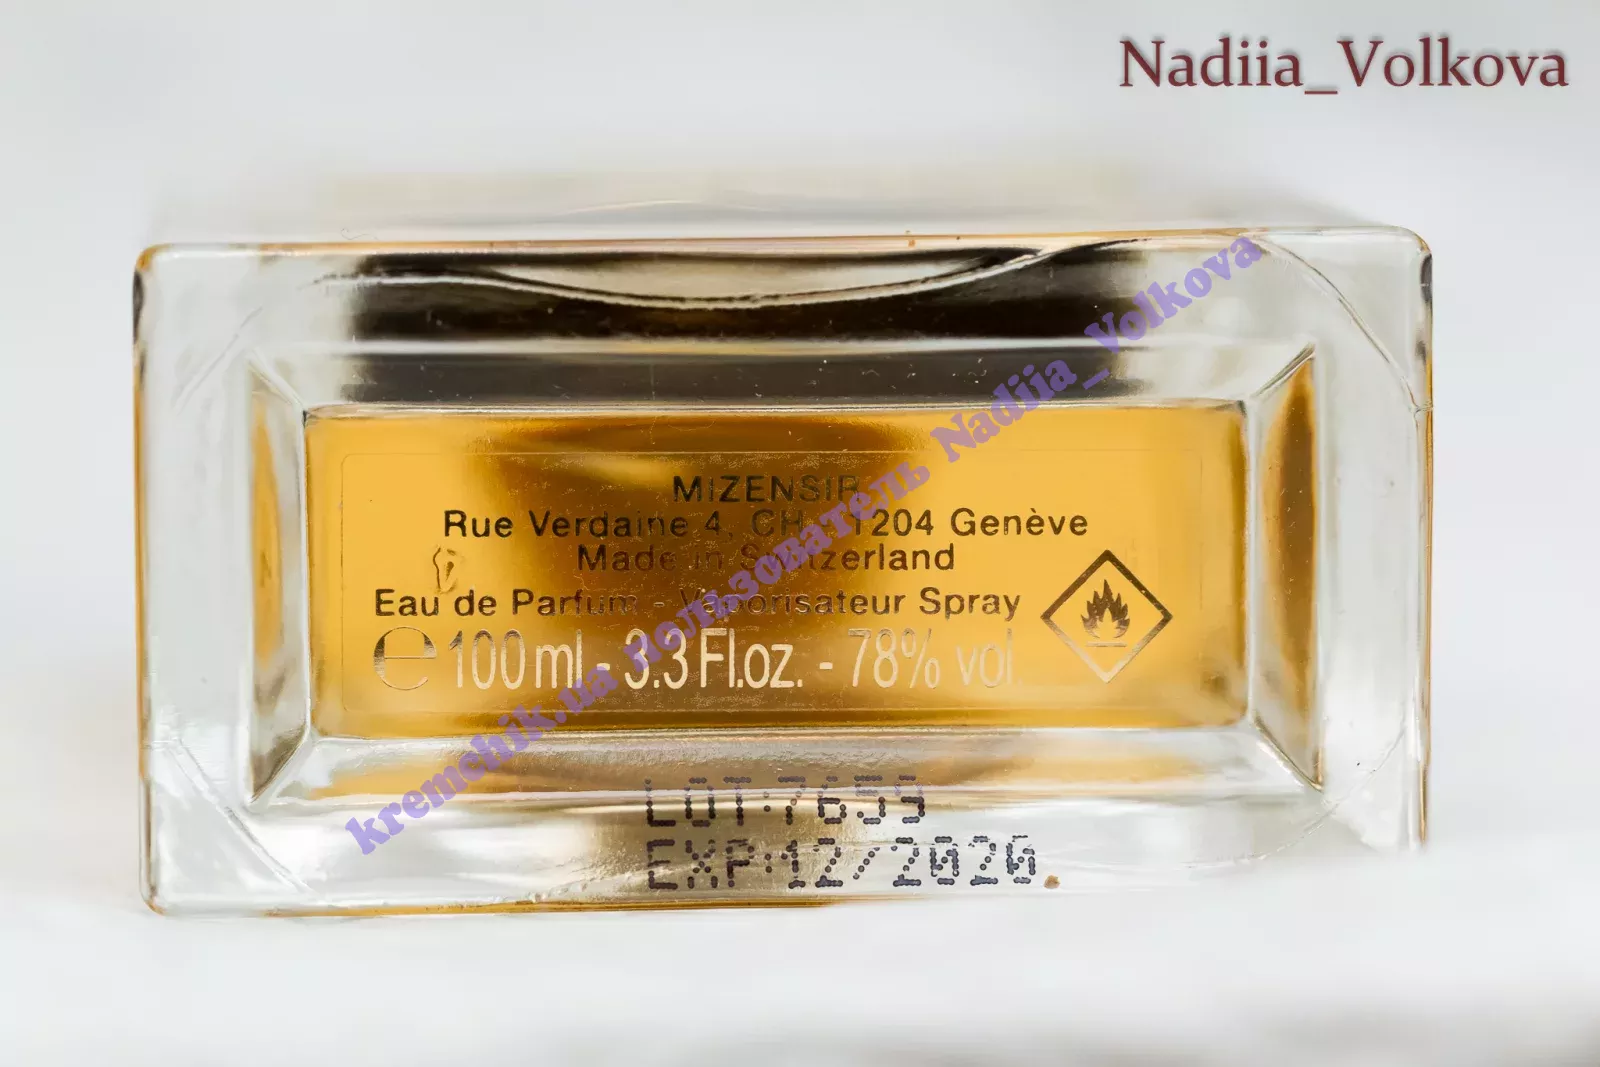 Nadiia_Volkova
MIZENSIR
Rue Verdaine 4, CH - 1204 Genève
Made in Switzerland
Eau de Parfum - Vaporisateur Spray
e 100 ml - 3.3 Fl.oz. - 78% vol.
LOT:7655
EXP:12/2020
kremchik.ua пользователь Nadiia_Volkova